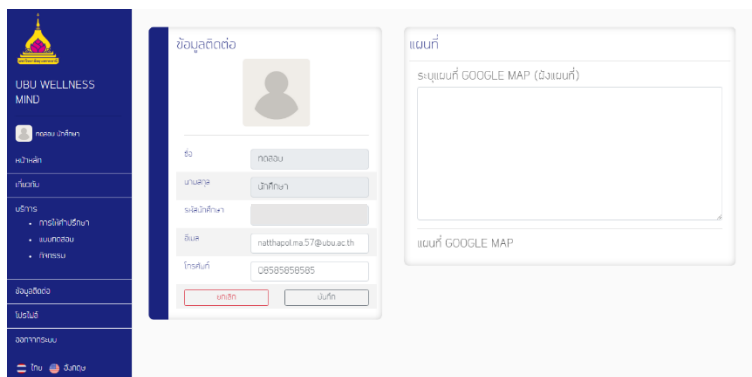 UBU WELLNESS
MIND
ทดสอบ นักศึกษา
หน้าหลัก
เกี่ยวกับ
บริการ
การให้คำปรึกษา
แบบทดสอบ
กิจกรรม
ข้อมูลติดต่อ
โปรไฟล์
ออกจากระบบ
ไทย อังกฤษ
ข้อมูลติดต่อ
ชื่อ ทดสอบ
นามสกุล นักศึกษา
รหัสนักศึกษา
อีเมล natthapol.ma.57@ubu.ac.th
โทรศัพท์ 08585858585
ยกเลิก บันทึก
แผนที่
ระบุแผนที่ GOOGLE MAP (ฝังแผนที่)
แผนที่ GOOGLE MAP